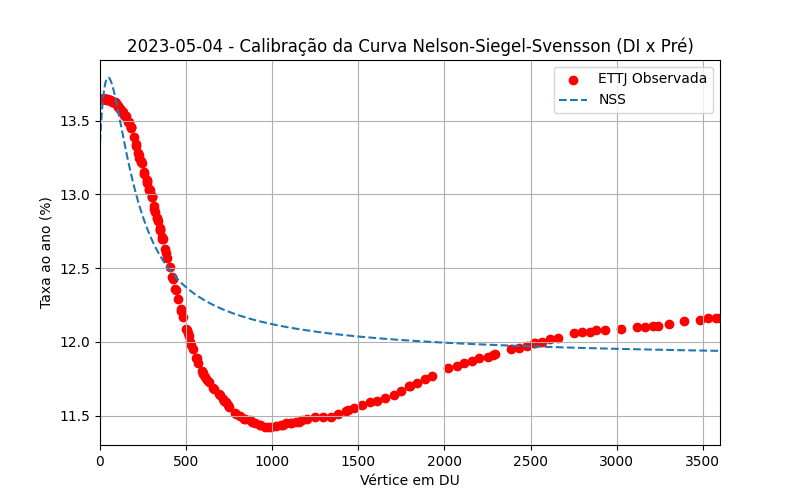 2023-05-04 - Calibração da Curva Nelson-Siegel-Svensson (DI x Pré)
ETTJ Observada
NSS
Taxa ao ano (%)
13.5
13.0
12.5
12.0
11.5
0 500 1000 1500 2000 2500 3000 3500
Vértice em DU